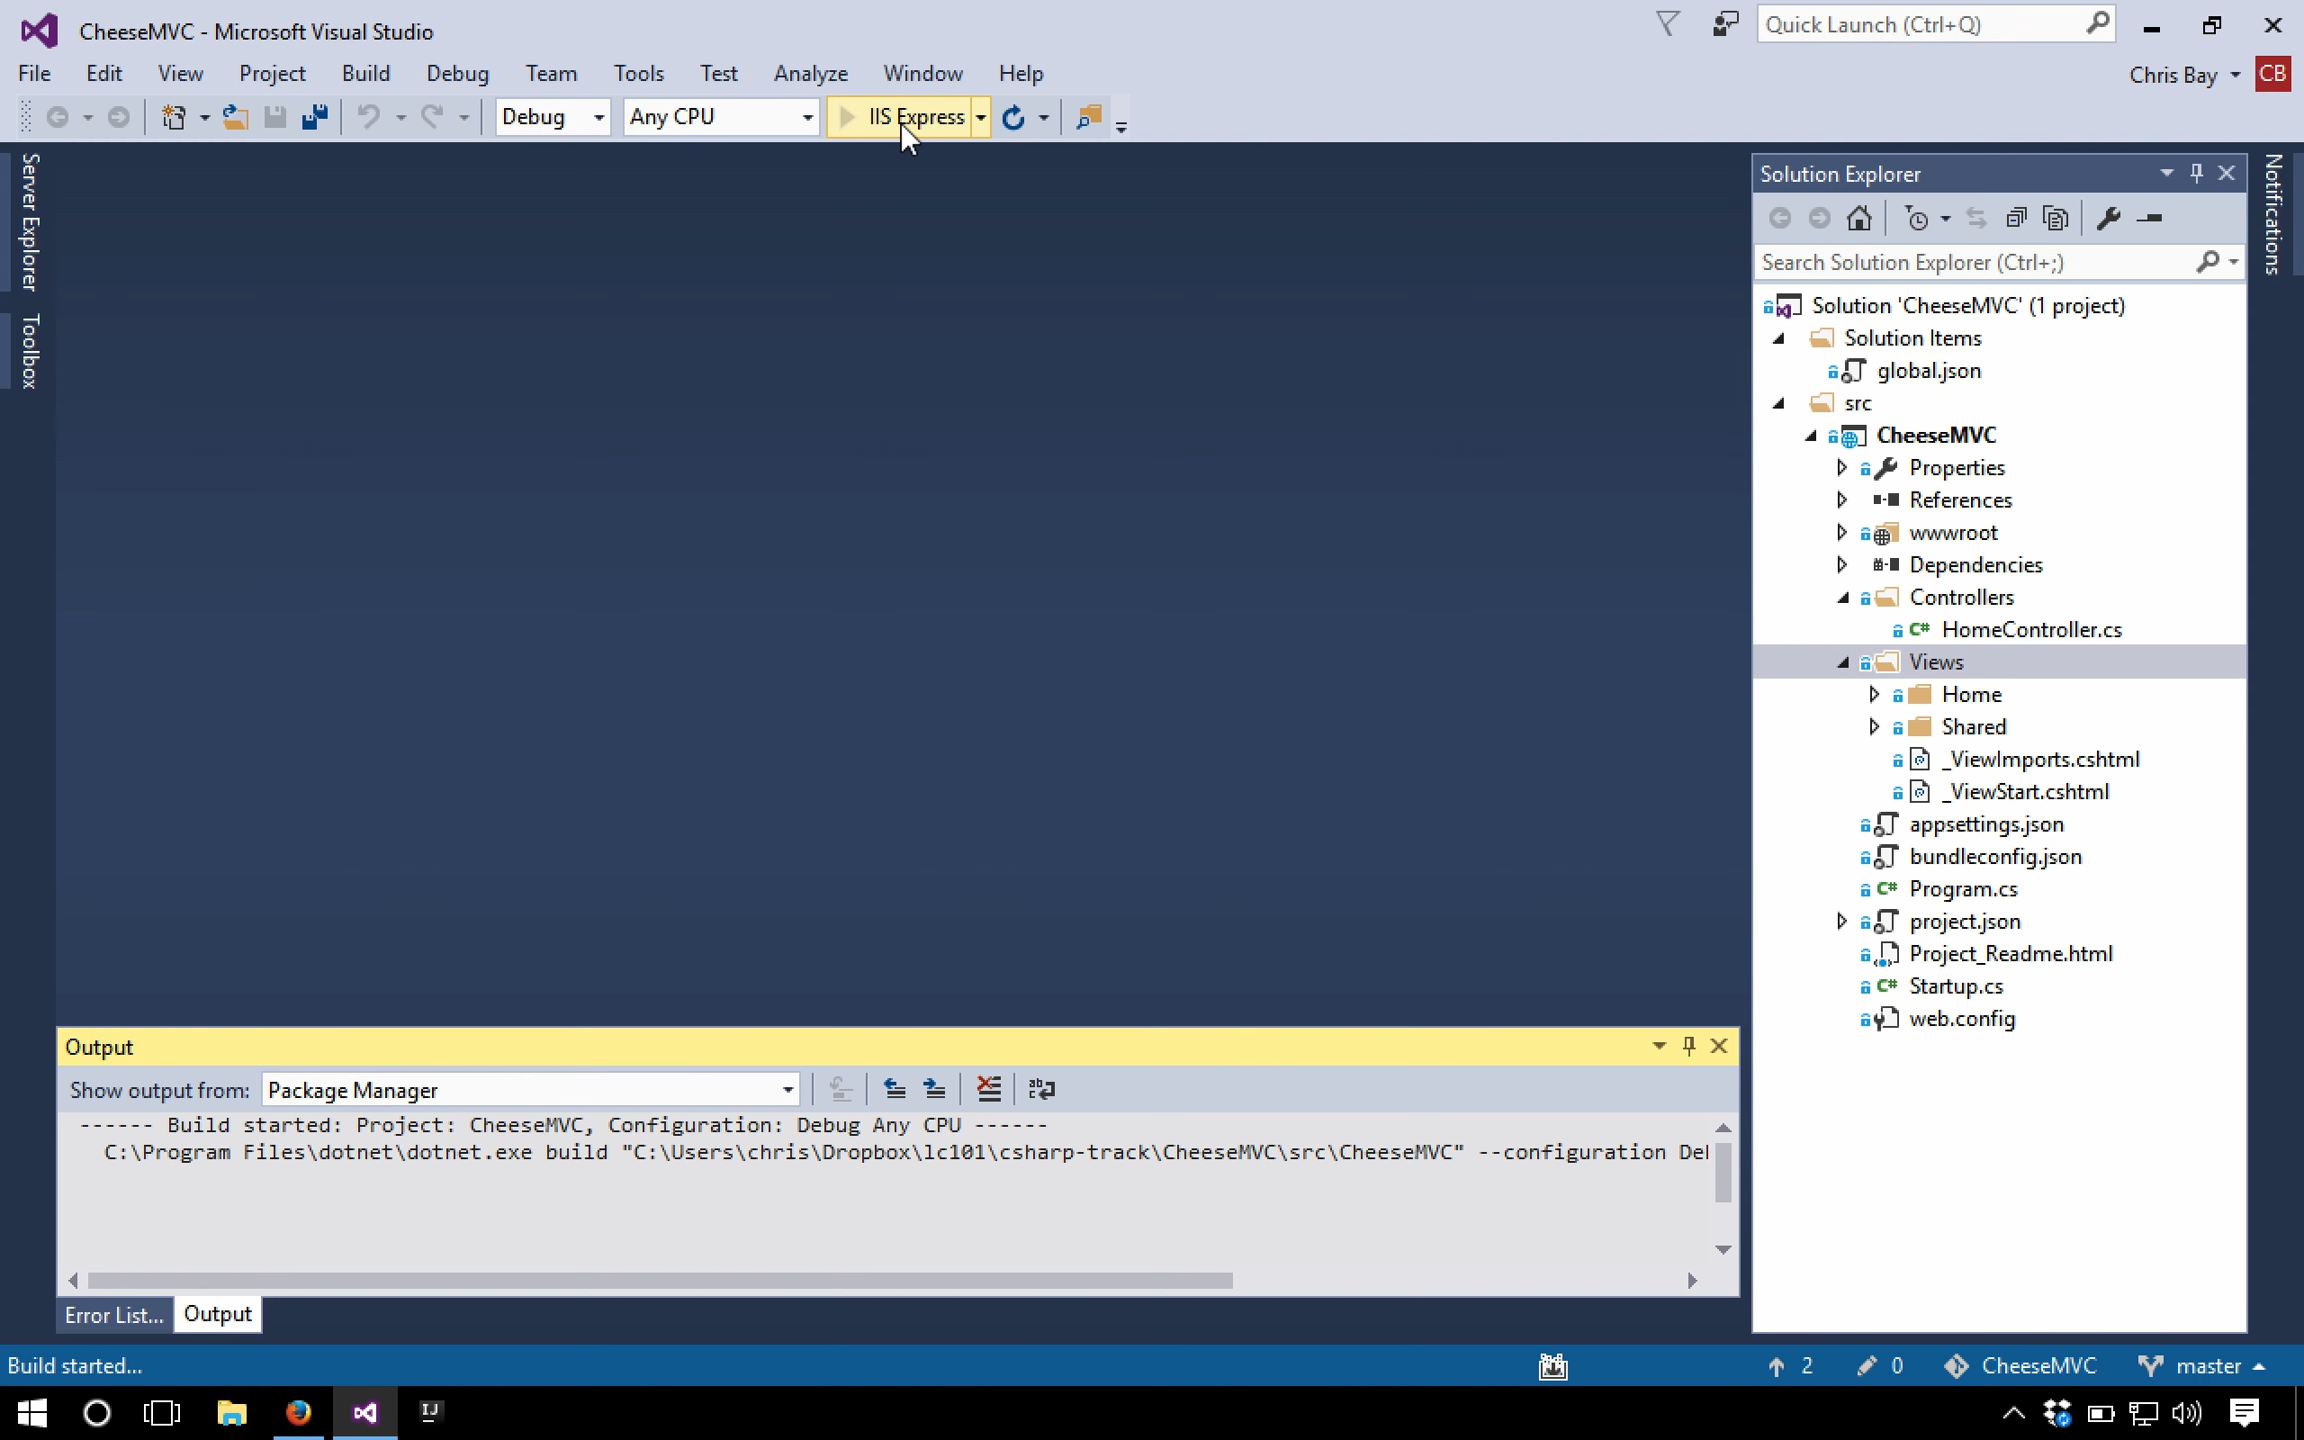 CheeseMVC - Microsoft Visual Studio
Quick Launch (Ctrl+Q)
File Edit View Project Build Debug Team Tools Test Analyze Window Help
Chris Bay CB
Debug Any CPU IIS Express
Server Explorer
Toolbox
Solution Explorer
Notifications
Search Solution Explorer (Ctrl+;)
Solution 'CheeseMVC' (1 project)
Solution Items
global.json
src
CheeseMVC
Properties
References
wwwroot
Dependencies
Controllers
C# HomeController.cs
Views
Home
Shared
_ViewImports.cshtml
_ViewStart.cshtml
appsettings.json
bundleconfig.json
C# Program.cs
project.json
Project_Readme.html
C# Startup.cs
web.config
Output
Show output from: Package Manager
------ Build started: Project: CheeseMVC, Configuration: Debug Any CPU ------
C:\Program Files\dotnet\dotnet.exe build "C:\Users\chris\Dropbox\lc101\csharp-track\CheeseMVC\src\CheeseMVC" --configuration De
Error List... Output
Build started... 2 0 CheeseMVC master
IJ